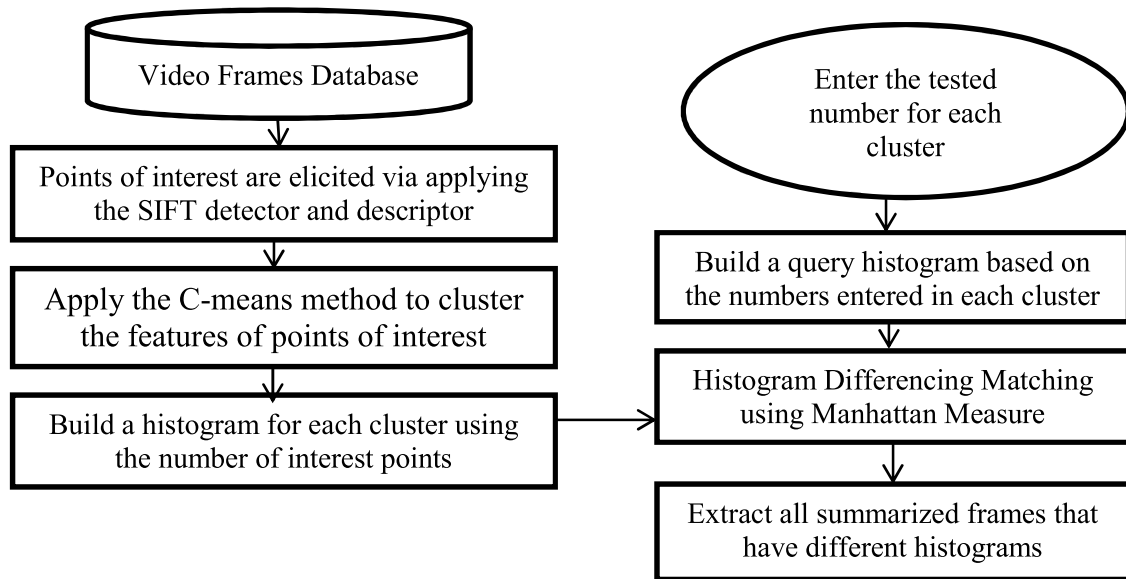 Video Frames Database
Points of interest are elicited via applying
the SIFT detector and descriptor
Apply the C-means method to cluster
the features of points of interest
Build a histogram for each cluster using
the number of interest points
Enter the tested
number for each
cluster
Build a query histogram based on
the numbers entered in each cluster
Histogram Differencing Matching
using Manhattan Measure
Extract all summarized frames that
have different histograms